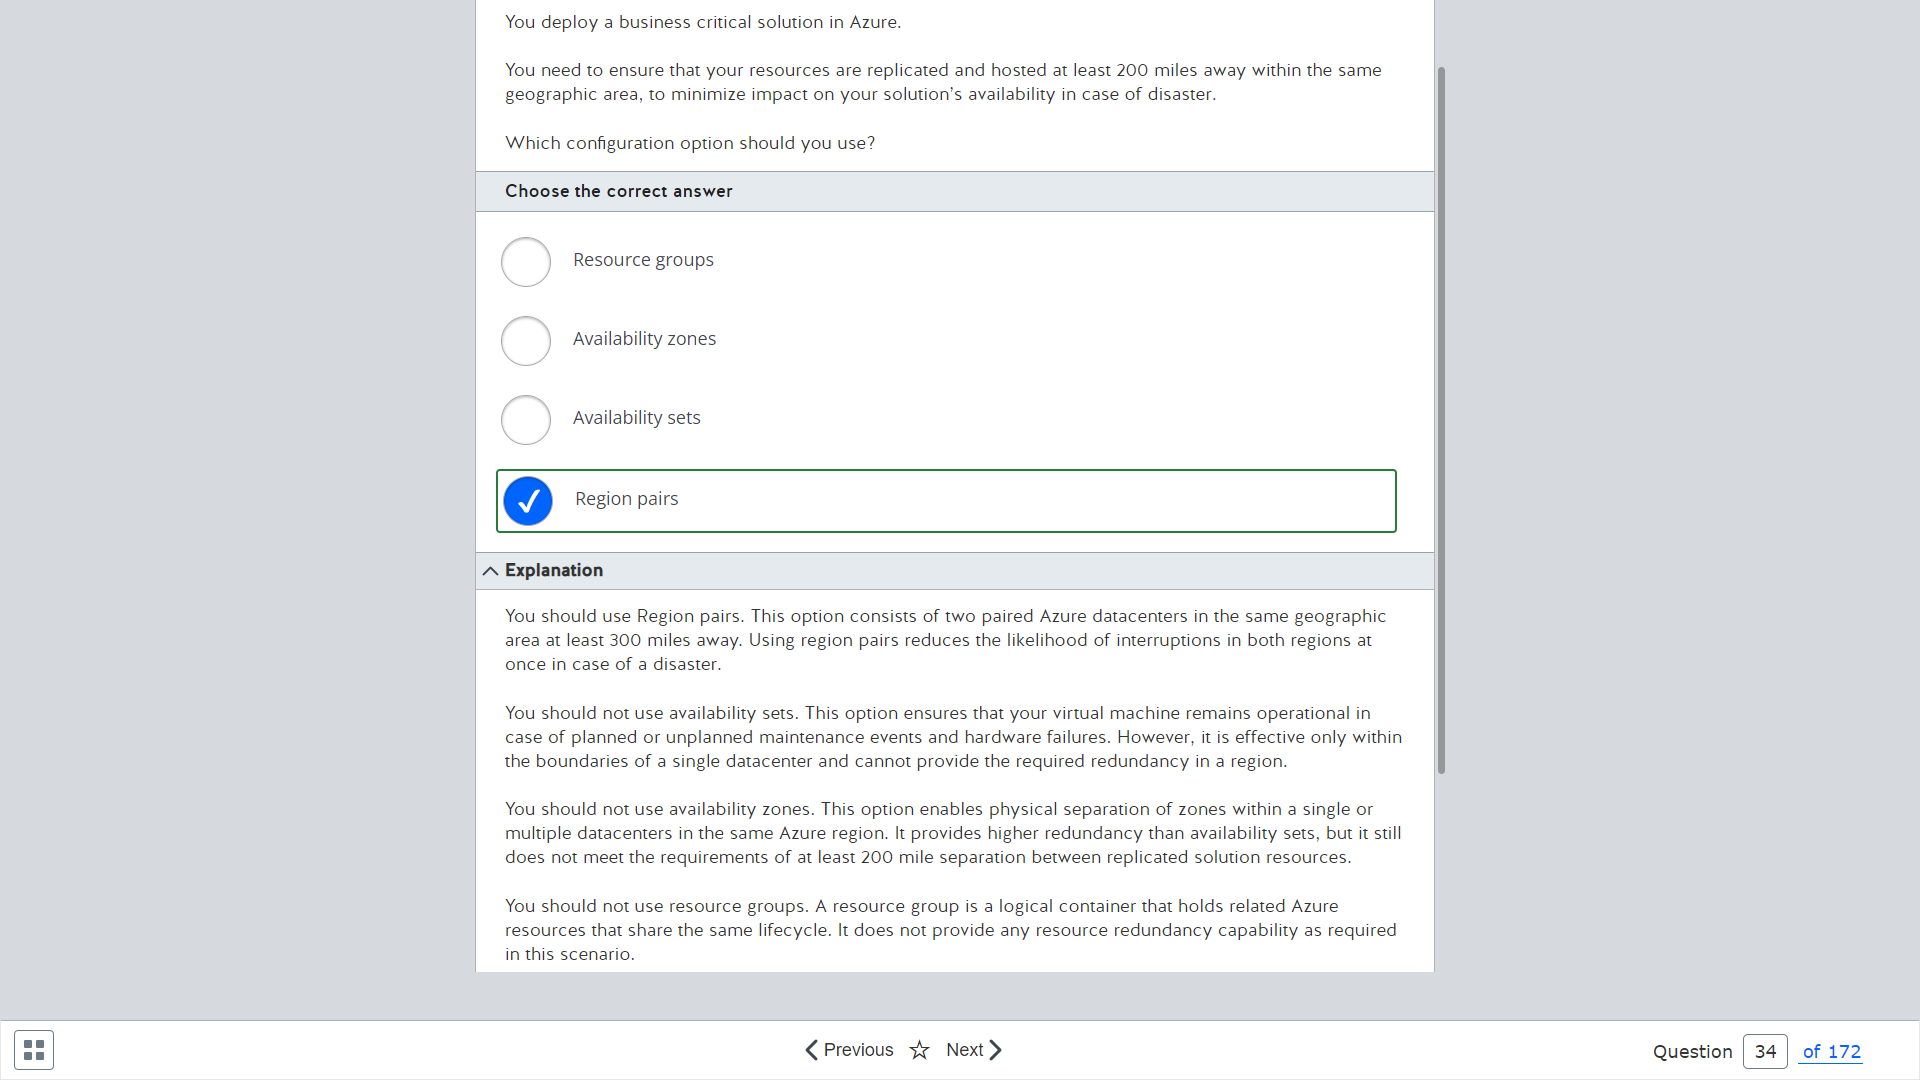 You deploy a business critical solution in Azure.
You need to ensure that your resources are replicated and hosted at least 200 miles away within the same
geographic area, to minimize impact on your solution’s availability in case of disaster.
Which configuration option should you use?
Choose the correct answer
Resource groups
Availability zones
Availability sets
Region pairs
Explanation
You should use Region pairs. This option consists of two paired Azure datacenters in the same geographic
area at least 300 miles away. Using region pairs reduces the likelihood of interruptions in both regions at
once in case of a disaster.
You should not use availability sets. This option ensures that your virtual machine remains operational in
case of planned or unplanned maintenance events and hardware failures. However, it is effective only within
the boundaries of a single datacenter and cannot provide the required redundancy in a region.
You should not use availability zones. This option enables physical separation of zones within a single or
multiple datacenters in the same Azure region. It provides higher redundancy than availability sets, but it still
does not meet the requirements of at least 200 mile separation between replicated solution resources.
You should not use resource groups. A resource group is a logical container that holds related Azure
resources that share the same lifecycle. It does not provide any resource redundancy capability as required
in this scenario.
Previous Next Question 34 of 172